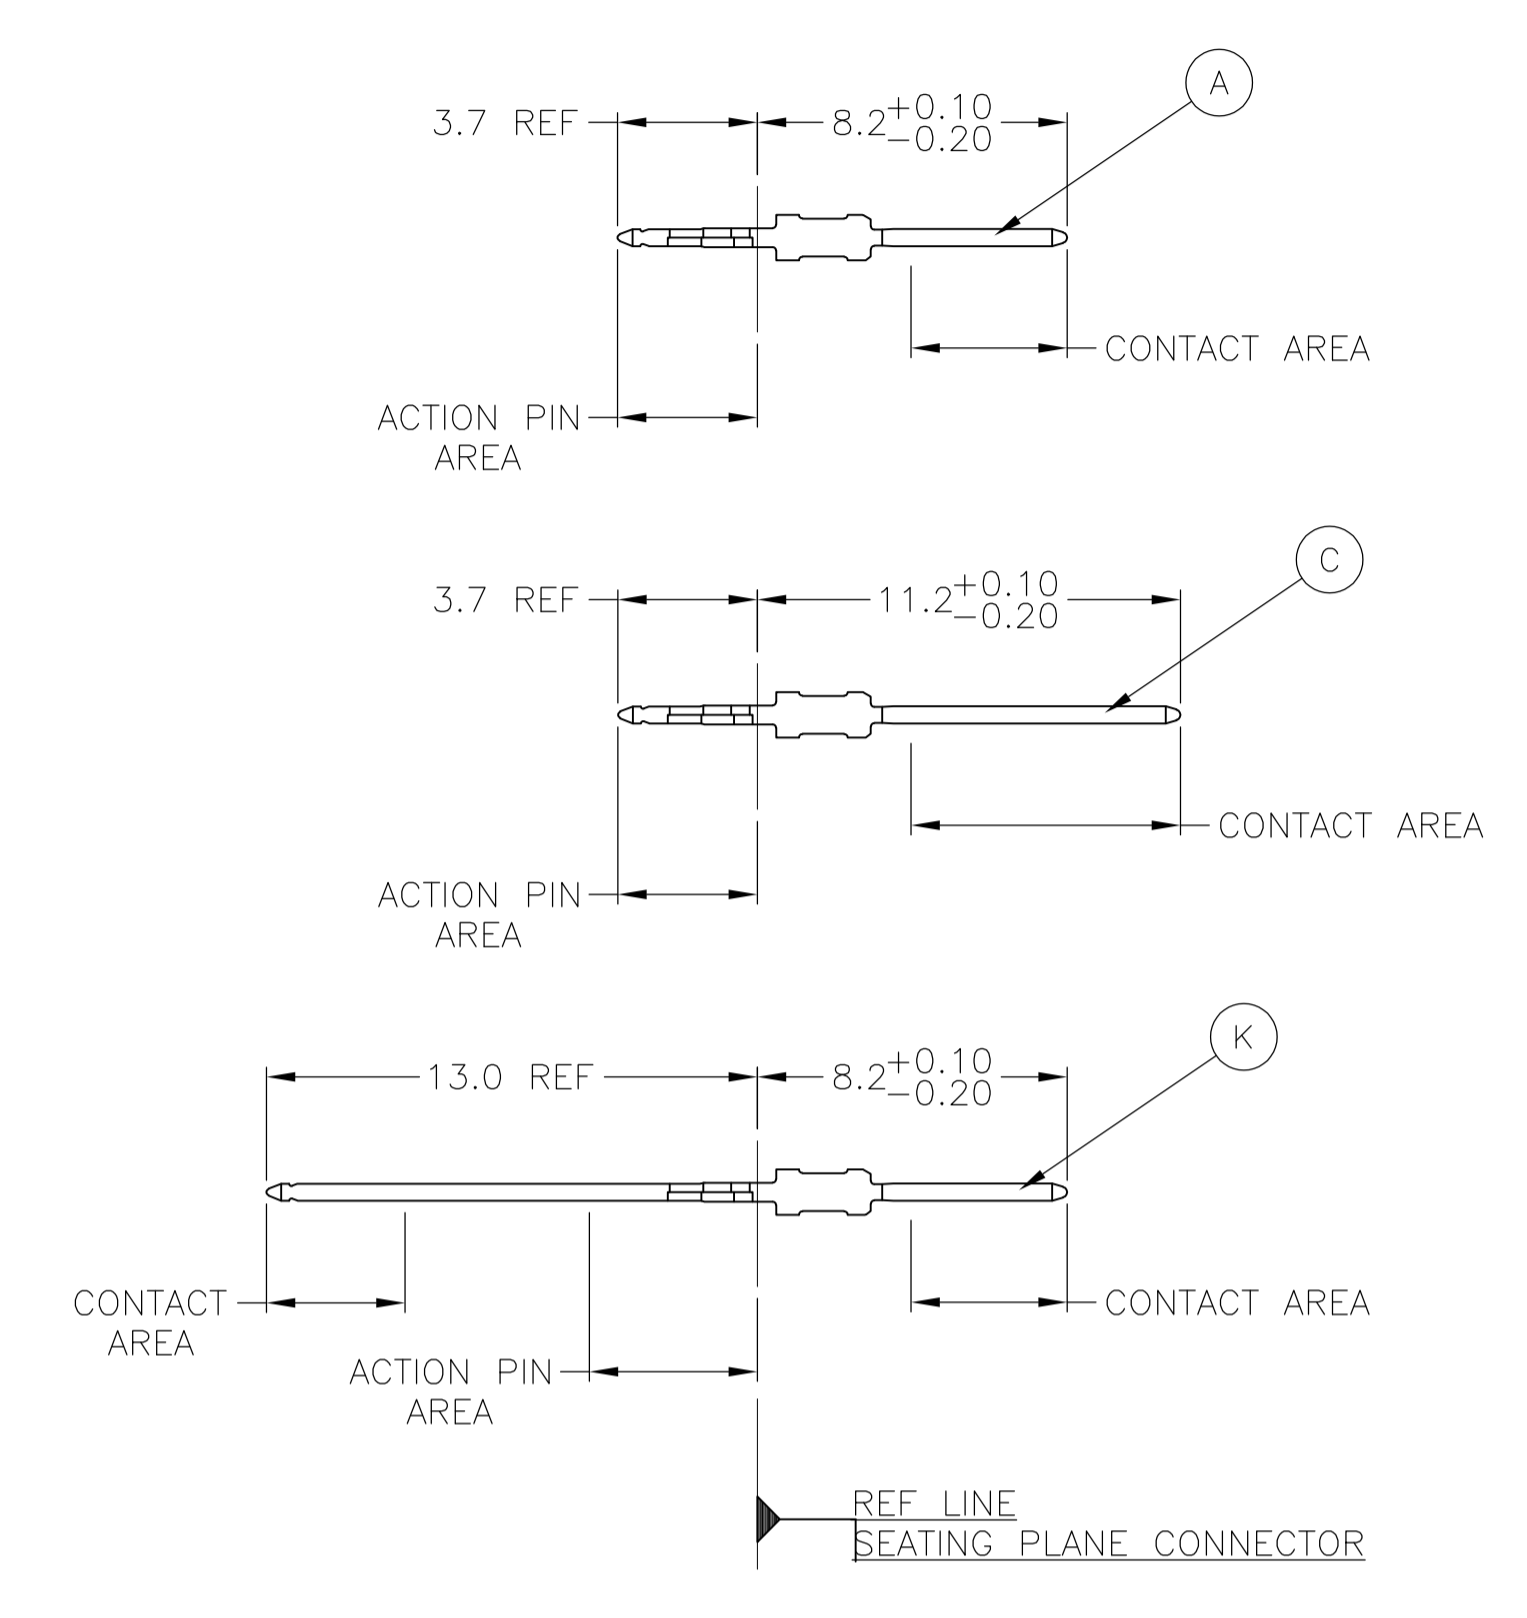 A
3.7 REF
8.2 +0.10 -0.20
CONTACT AREA
ACTION PIN
AREA
C
3.7 REF
11.2 +0.10 -0.20
CONTACT AREA
ACTION PIN
AREA
K
13.0 REF
8.2 +0.10 -0.20
CONTACT
AREA
CONTACT AREA
ACTION PIN
AREA
REF LINE
SEATING PLANE CONNECTOR